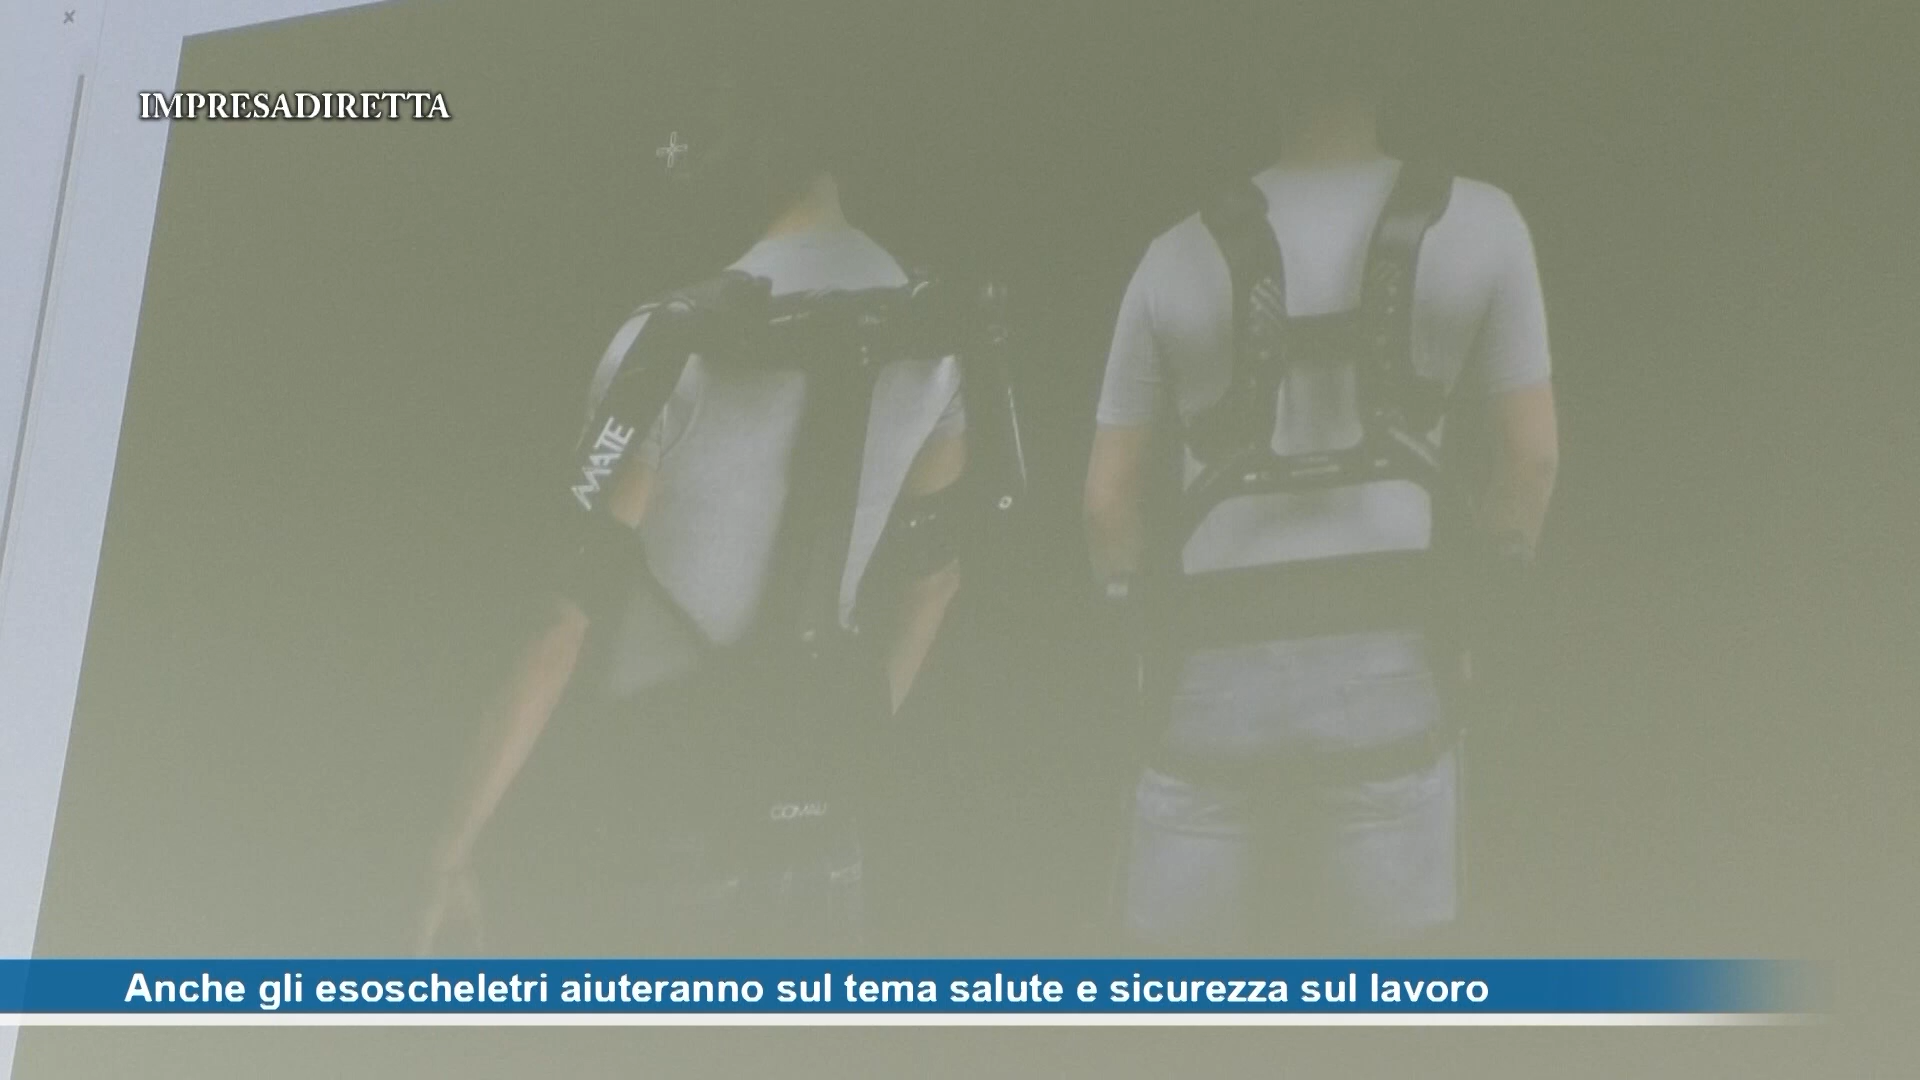 IMPRESADIRETTA
MATE
COMAU
Anche gli esoscheletri aiuteranno sul tema salute e sicurezza sul lavoro